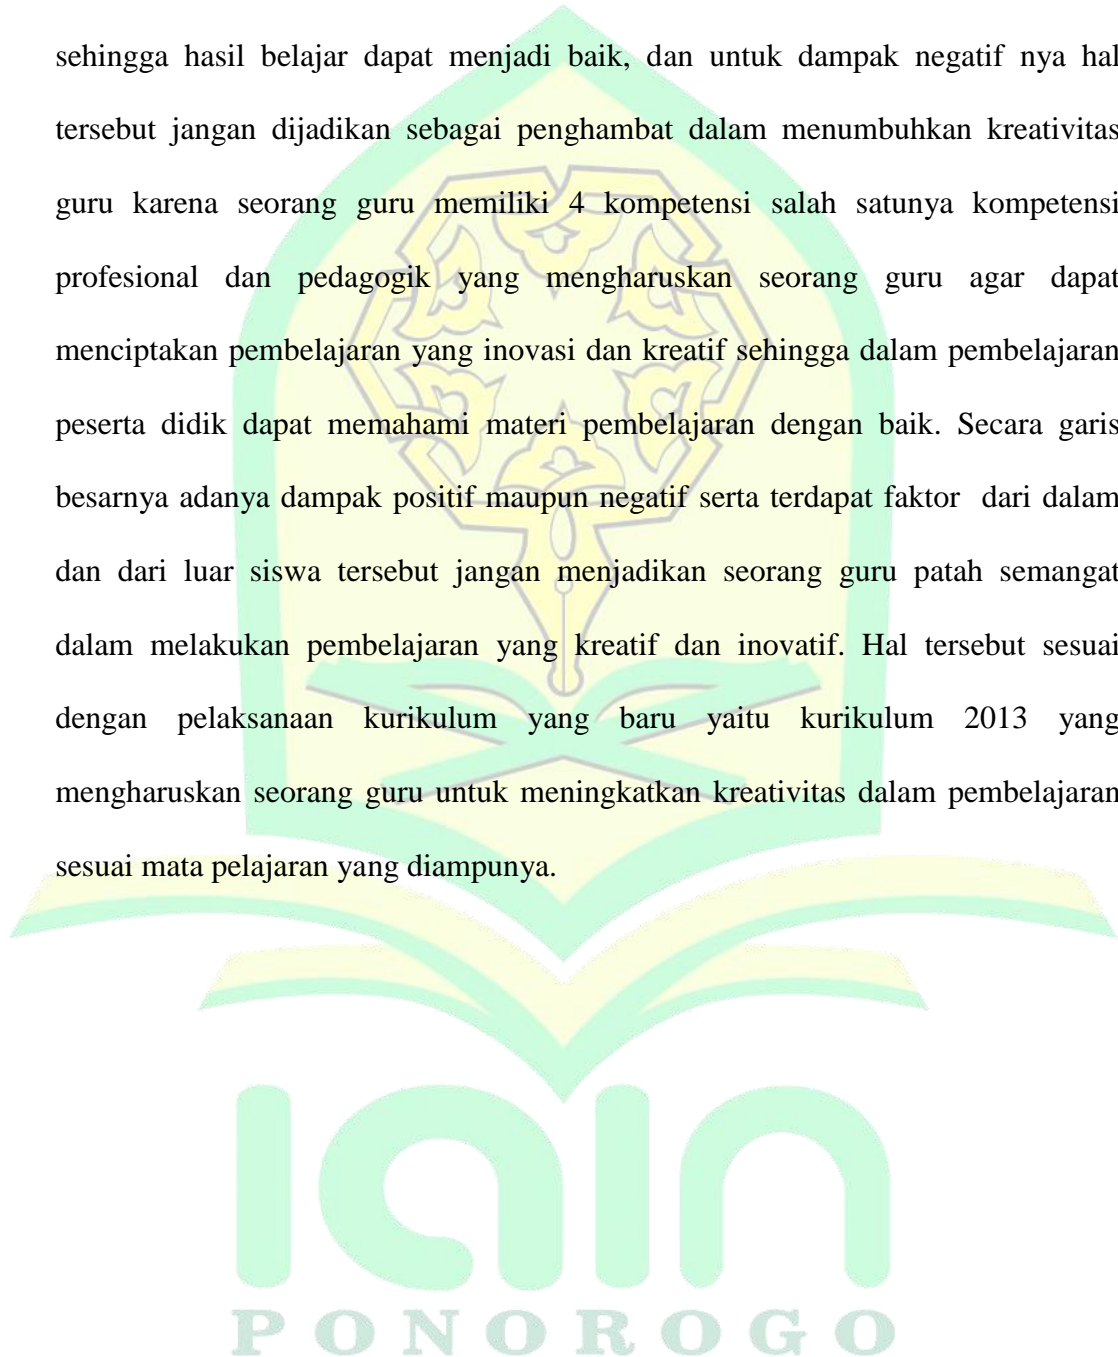 sehingga hasil belajar dapat menjadi baik, dan untuk dampak negatif nya hal
tersebut jangan dijadikan sebagai penghambat dalam menumbuhkan kreativitas
guru karena seorang guru memiliki 4 kompetensi salah satunya kompetensi
profesional dan pedagogik yang mengharuskan seorang guru agar dapat
menciptakan pembelajaran yang inovasi dan kreatif sehingga dalam pembelajaran
peserta didik dapat memahami materi pembelajaran dengan baik. Secara garis
besarnya adanya dampak positif maupun negatif serta terdapat faktor dari dalam
dan dari luar siswa tersebut jangan menjadikan seorang guru patah semangat
dalam melakukan pembelajaran yang kreatif dan inovatif. Hal tersebut sesuai
dengan pelaksanaan kurikulum yang baru yaitu kurikulum 2013 yang
mengharuskan seorang guru untuk meningkatkan kreativitas dalam pembelajaran
sesuai mata pelajaran yang diampunya.
iain
PONOROGO